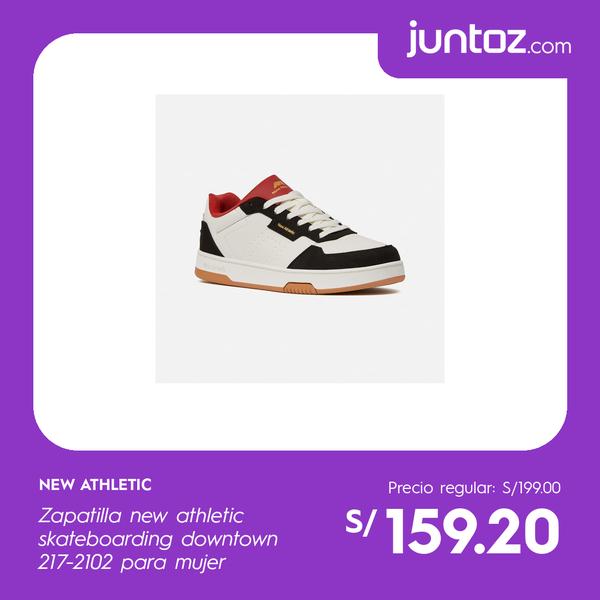 juntoz.com
NEW ATHLETIC
Zapatilla new athletic
skateboarding downtown
217-2102 para mujer
Precio regular: S/199.00
S/159.20